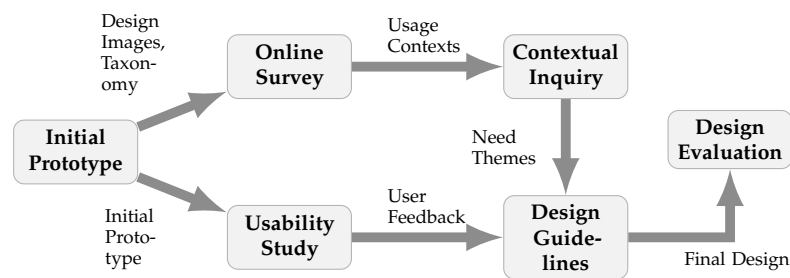 Design
Images,
Taxon-
omy
Online
Survey
Usage
Contexts
Contextual
Inquiry
Initial
Prototype
Need
Themes
Design
Evaluation
Initial
Proto-
type
Usability
Study
User
Feedback
Design
Guide-
lines
Final Design